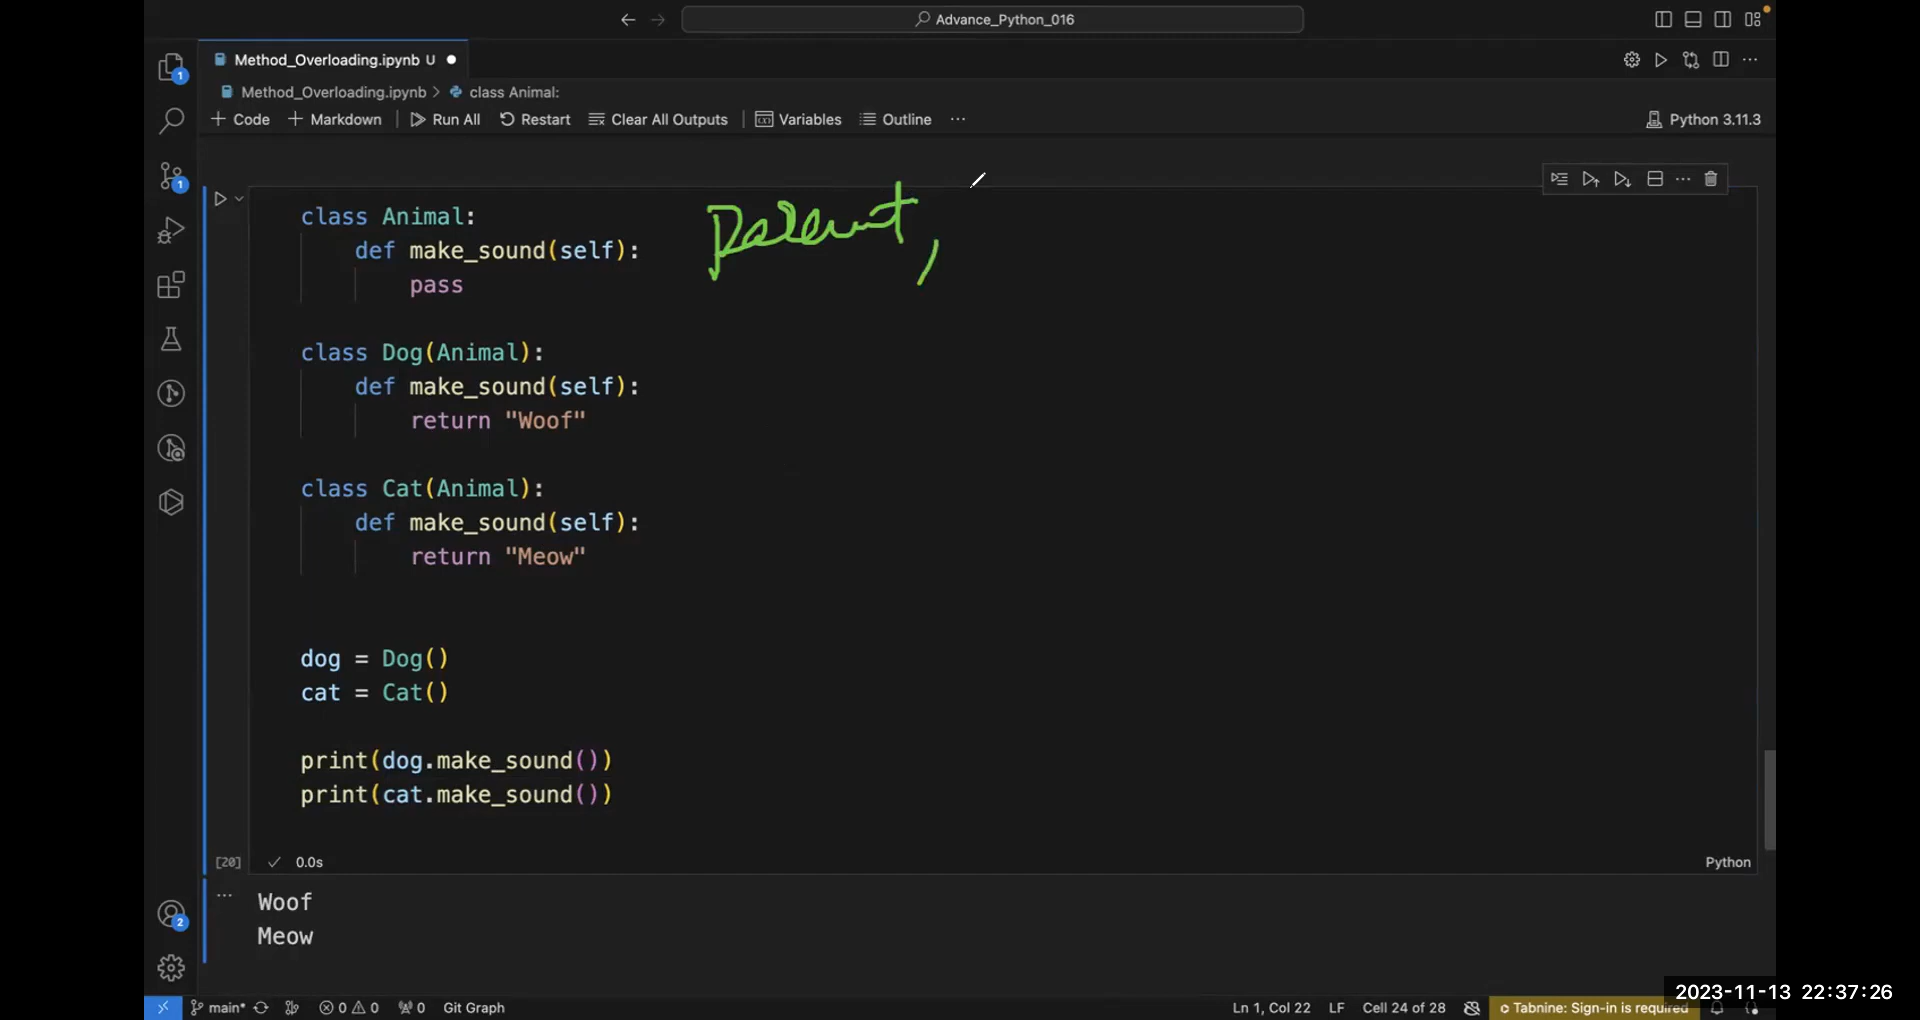 Advance_Python_016
Method_Overloading.ipynb U
Method_Overloading.ipynb > class Animal:
Code Markdown Run All Restart Clear All Outputs Variables Outline ... Python 3.11.3
class Animal:
def make_sound(self):
pass
Parent,
class Dog(Animal):
def make_sound(self):
return "Woof"
class Cat(Animal):
def make_sound(self):
return "Meow"
dog = Dog()
cat = Cat()
print(dog.make_sound())
print(cat.make_sound())
[20] 0.0s Python
Woof
Meow
1
1
2
2023-11-13 22:37:26
main* 0 0 0 Git Graph Ln 1, Col 22 LF Cell 24 of 28 Tabnine: Sign-in is required